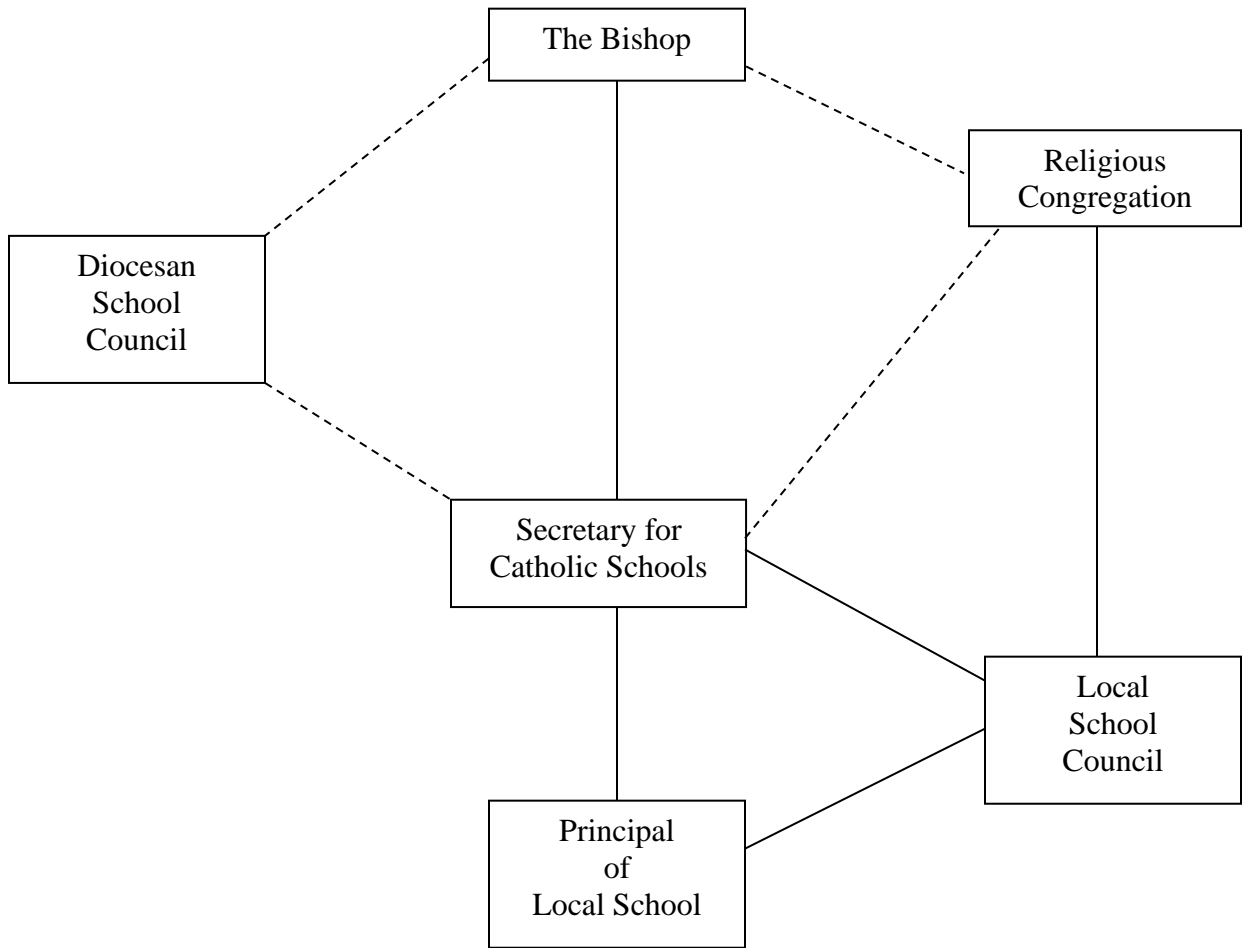 The Bishop
Religious
Congregation
Diocesan
School
Council
Secretary for
Catholic Schools
Local
School
Council
Principal
of
Local School